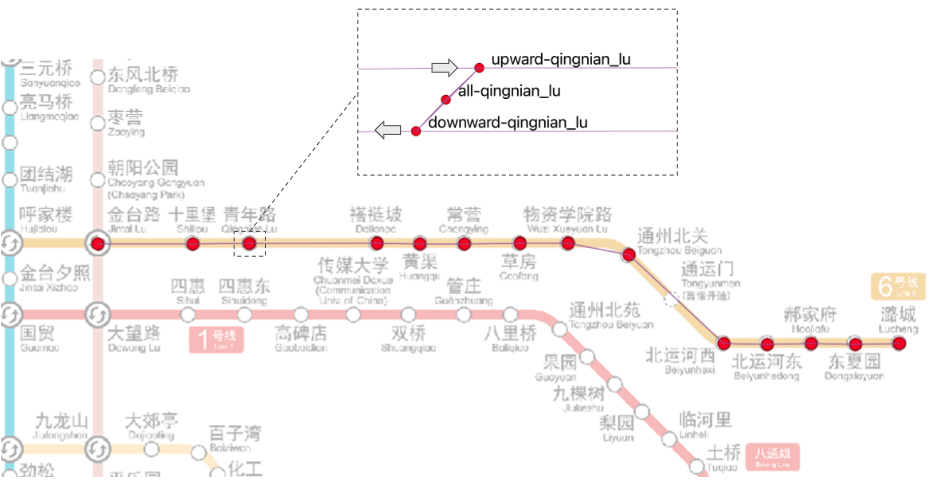 upward-qingnian_lu
all-qingnian_lu
downward-qingnian_lu
三元桥
Sanyuanqiao
东风北桥
Dongfeng Beiqiao
亮马桥
Liangmaqiao
枣营
Zaoying
团结湖
Tuanjiehu
朝阳公园
Chaoyang Gongyuan
(Chaoyang Park)
呼家楼
Hujialou
金台路
Jintai Lu
十里堡
Shilipu
青年路
Qingnian Lu
褡裢坡
Dalianpo
黄渠
Huangqu
常营
Changying
草房
Caofang
物资学院路
Wuzi Xueyuan Lu
通州北关
Tongzhou Beiguan
通运门
Tongyunmen
(暂缓开通)
北运河西
Beiyunhexi
北运河东
Beiyunhedong
郝家府
Haojiafu
东夏园
Dongxiayuan
潞城
Lucheng
6号线
Line 6
金台夕照
Jintai Xizhao
国贸
Guomao
大望路
Dawang Lu
四惠
Sihui
四惠东
Sihuidong
1号线
Line 1
高碑店
Gaobeidian
传媒大学
Chuanmei Daxue
(Communication
Univ. of China)
双桥
Shuangqiao
管庄
Guanzhuang
八里桥
Baliqiao
通州北苑
Tongzhou Beiyuan
果园
Guoyuan
九棵树
Jiukeshu
梨园
Liyuan
临河里
Linheli
土桥
Tuqiao
八通线
Batong Line
九龙山
Jiulongshan
大郊亭
Dajiaoting
百子湾
Baiziwan
化工
劲松
Jinsong